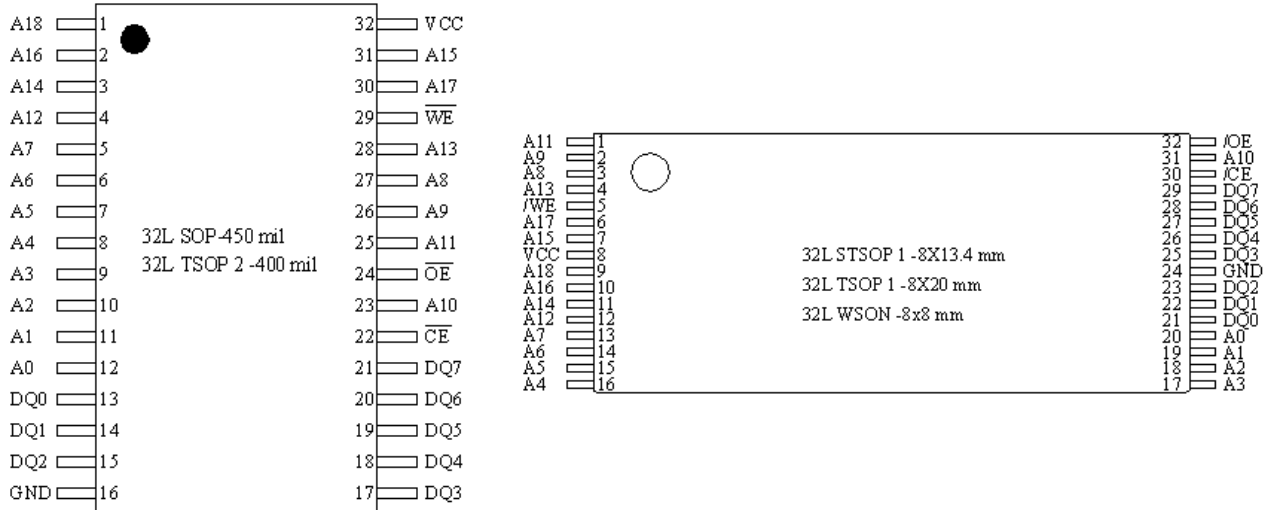 A18 1 32 VCC
A16 2 31 A15
A14 3 30 A17
A12 4 29 WE
A7 5 28 A13
A6 6 27 A8
A5 7 26 A9
A4 8 25 A11
A3 9 24 OE
A2 10 23 A10
A1 11 22 CE
A0 12 21 DQ7
DQ0 13 20 DQ6
DQ1 14 19 DQ5
DQ2 15 18 DQ4
GND 16 17 DQ3
32L SOP-450 mil
32L TSOP 2 -400 mil
A11 1 32 /OE
A9 2 31 A10
A8 3 30 /CE
A13 4 29 DQ7
/WE 5 28 DQ6
A17 6 27 DQ5
A15 7 26 DQ4
VCC 8 25 DQ3
A18 9 24 GND
A16 10 23 DQ2
A14 11 22 DQ1
A12 12 21 DQ0
A7 13 20 A0
A6 14 19 A1
A5 15 18 A2
A4 16 17 A3
32L STSOP 1 -8X13.4 mm
32L TSOP 1 -8X20 mm
32L WSON -8x8 mm